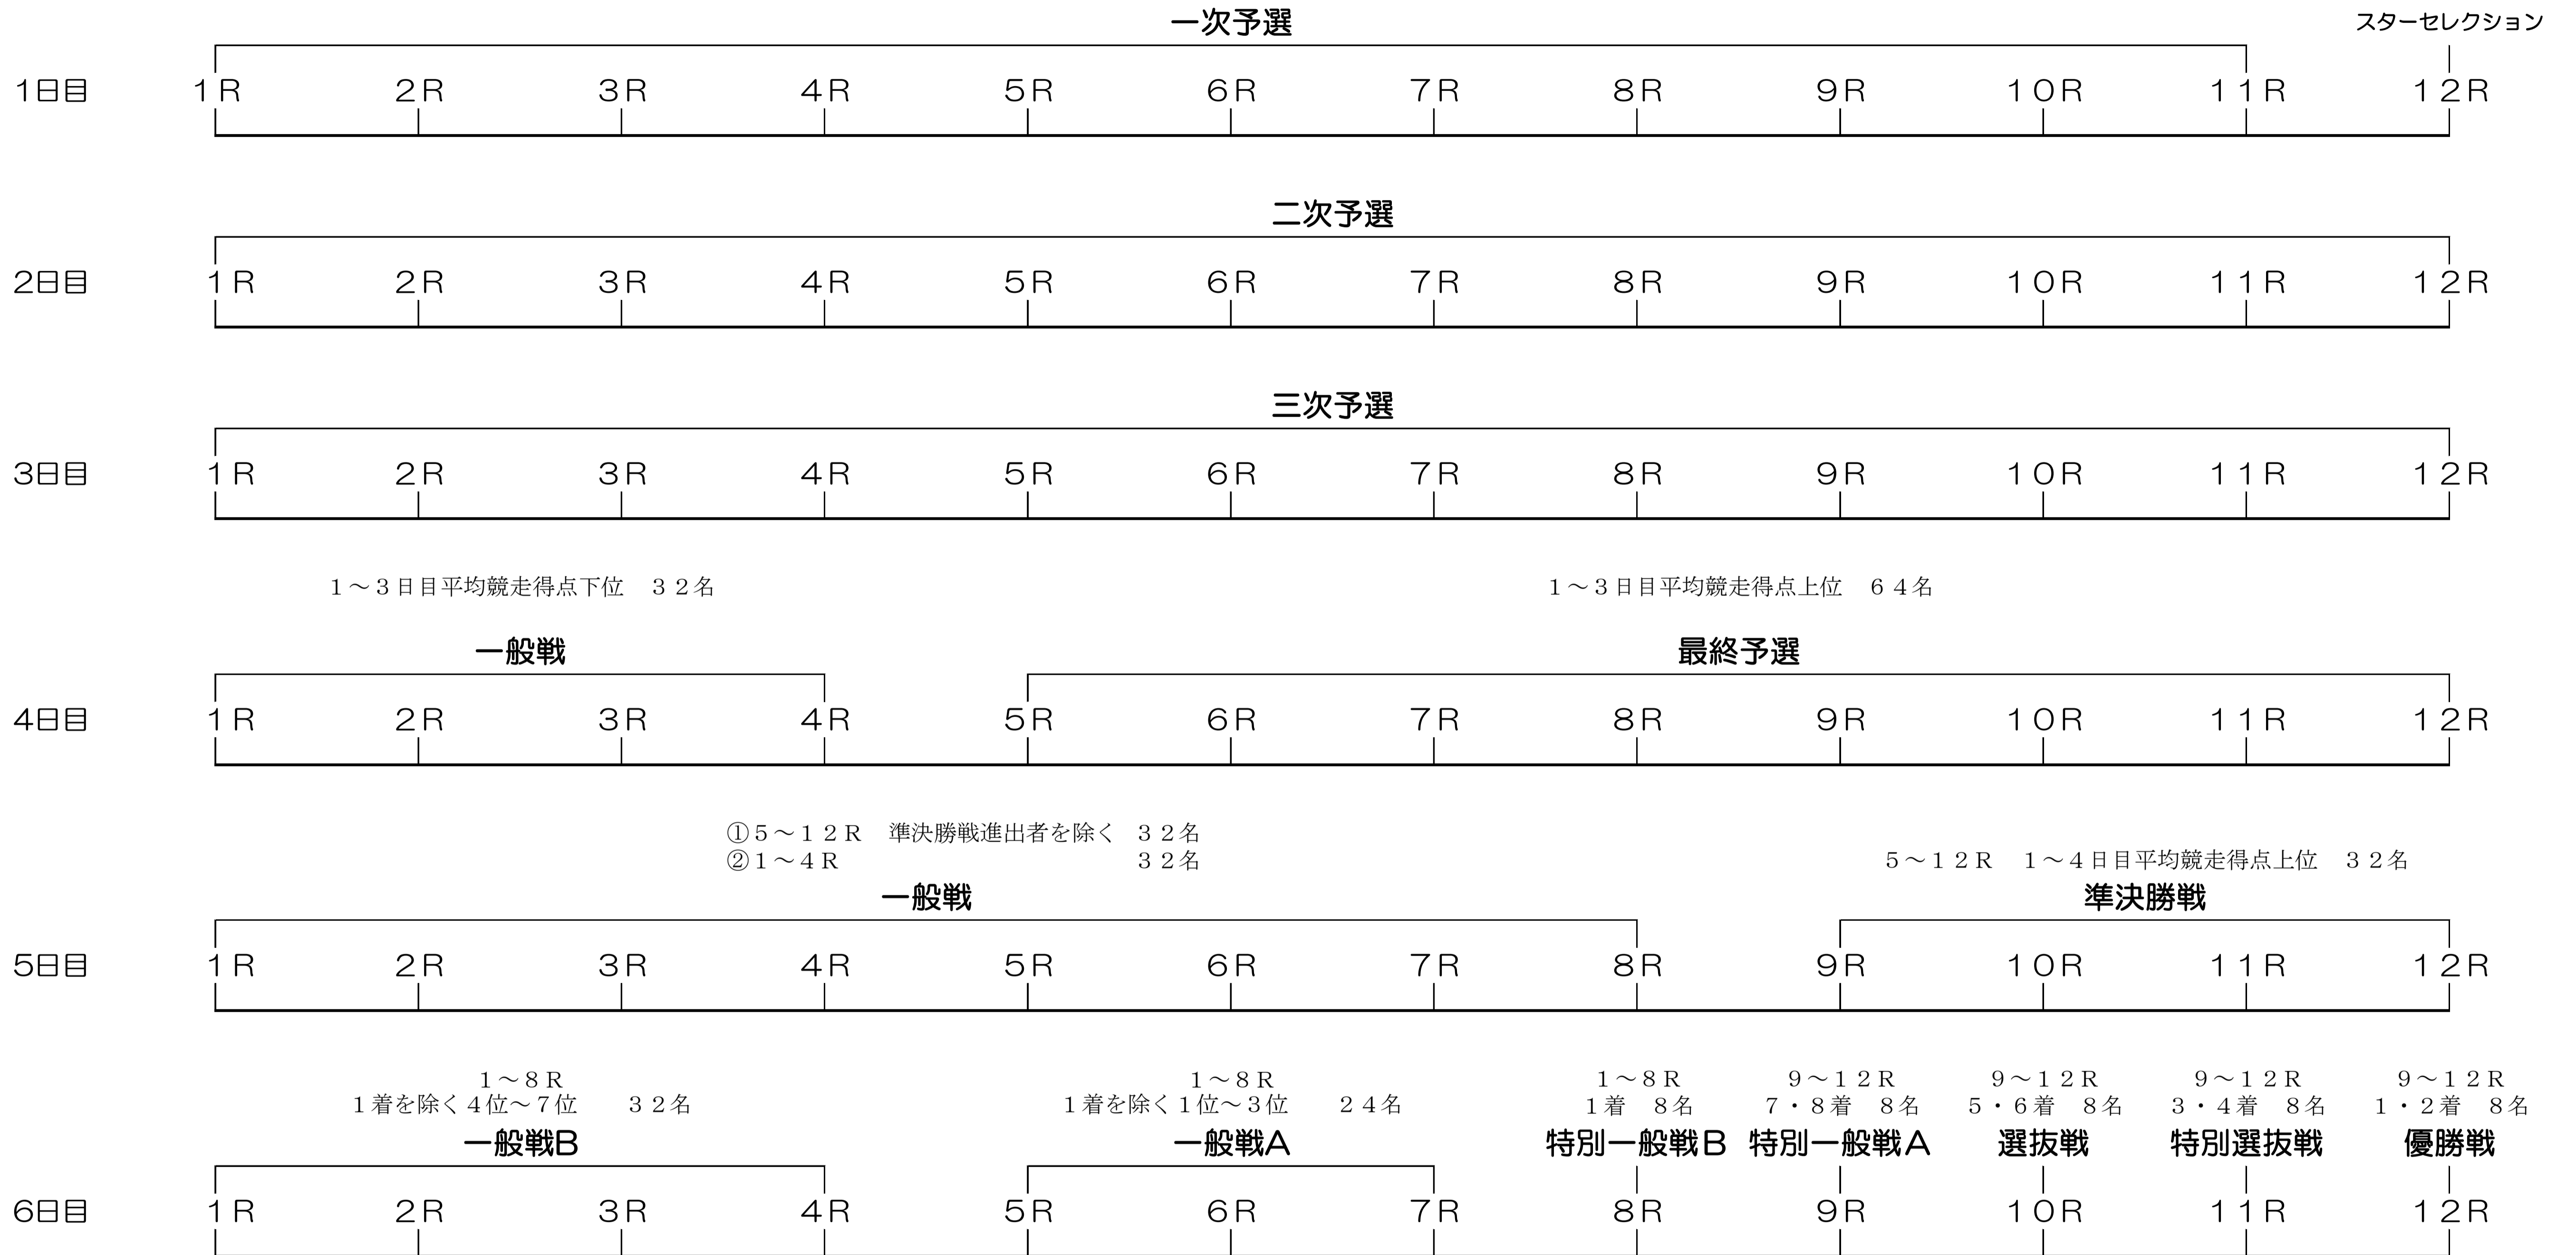 一次予選 スターセレクション
1日目 1R 2R 3R 4R 5R 6R 7R 8R 9R 10R 11R 12R
二次予選
2日目 1R 2R 3R 4R 5R 6R 7R 8R 9R 10R 11R 12R
三次予選
3日目 1R 2R 3R 4R 5R 6R 7R 8R 9R 10R 11R 12R
１～３日目平均競走得点下位　３２名 １～３日目平均競走得点上位　６４名
一般戦 最終予選
4日目 1R 2R 3R 4R 5R 6R 7R 8R 9R 10R 11R 12R
①５～１２Ｒ　準決勝戦進出者を除く　３２名
②１～４Ｒ　３２名 ５～１２Ｒ　１～４日目平均競走得点上位　３２名
一般戦 準決勝戦
5日目 1R 2R 3R 4R 5R 6R 7R 8R 9R 10R 11R 12R
１～８Ｒ １～８Ｒ １～８Ｒ ９～１２Ｒ ９～１２Ｒ ９～１２Ｒ ９～１２Ｒ
１着を除く４位～７位　３２名 １着を除く１位～３位　２４名 １着　８名 ７・８着　８名 ５・６着　８名 ３・４着　８名 １・２着　８名
一般戦B 一般戦A 特別一般戦B 特別一般戦A 選抜戦 特別選抜戦 優勝戦
6日目 1R 2R 3R 4R 5R 6R 7R 8R 9R 10R 11R 12R